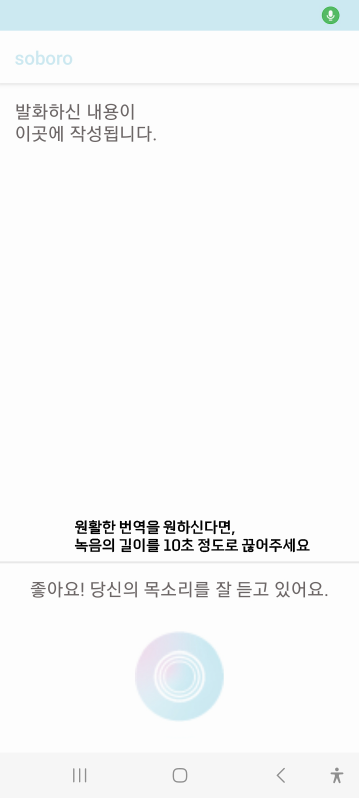 soboro
발화하신 내용이
이곳에 작성됩니다.
원활한 번역을 원하신다면,
녹음의 길이를 10초 정도로 끊어주세요
좋아요! 당신의 목소리를 잘 듣고 있어요.